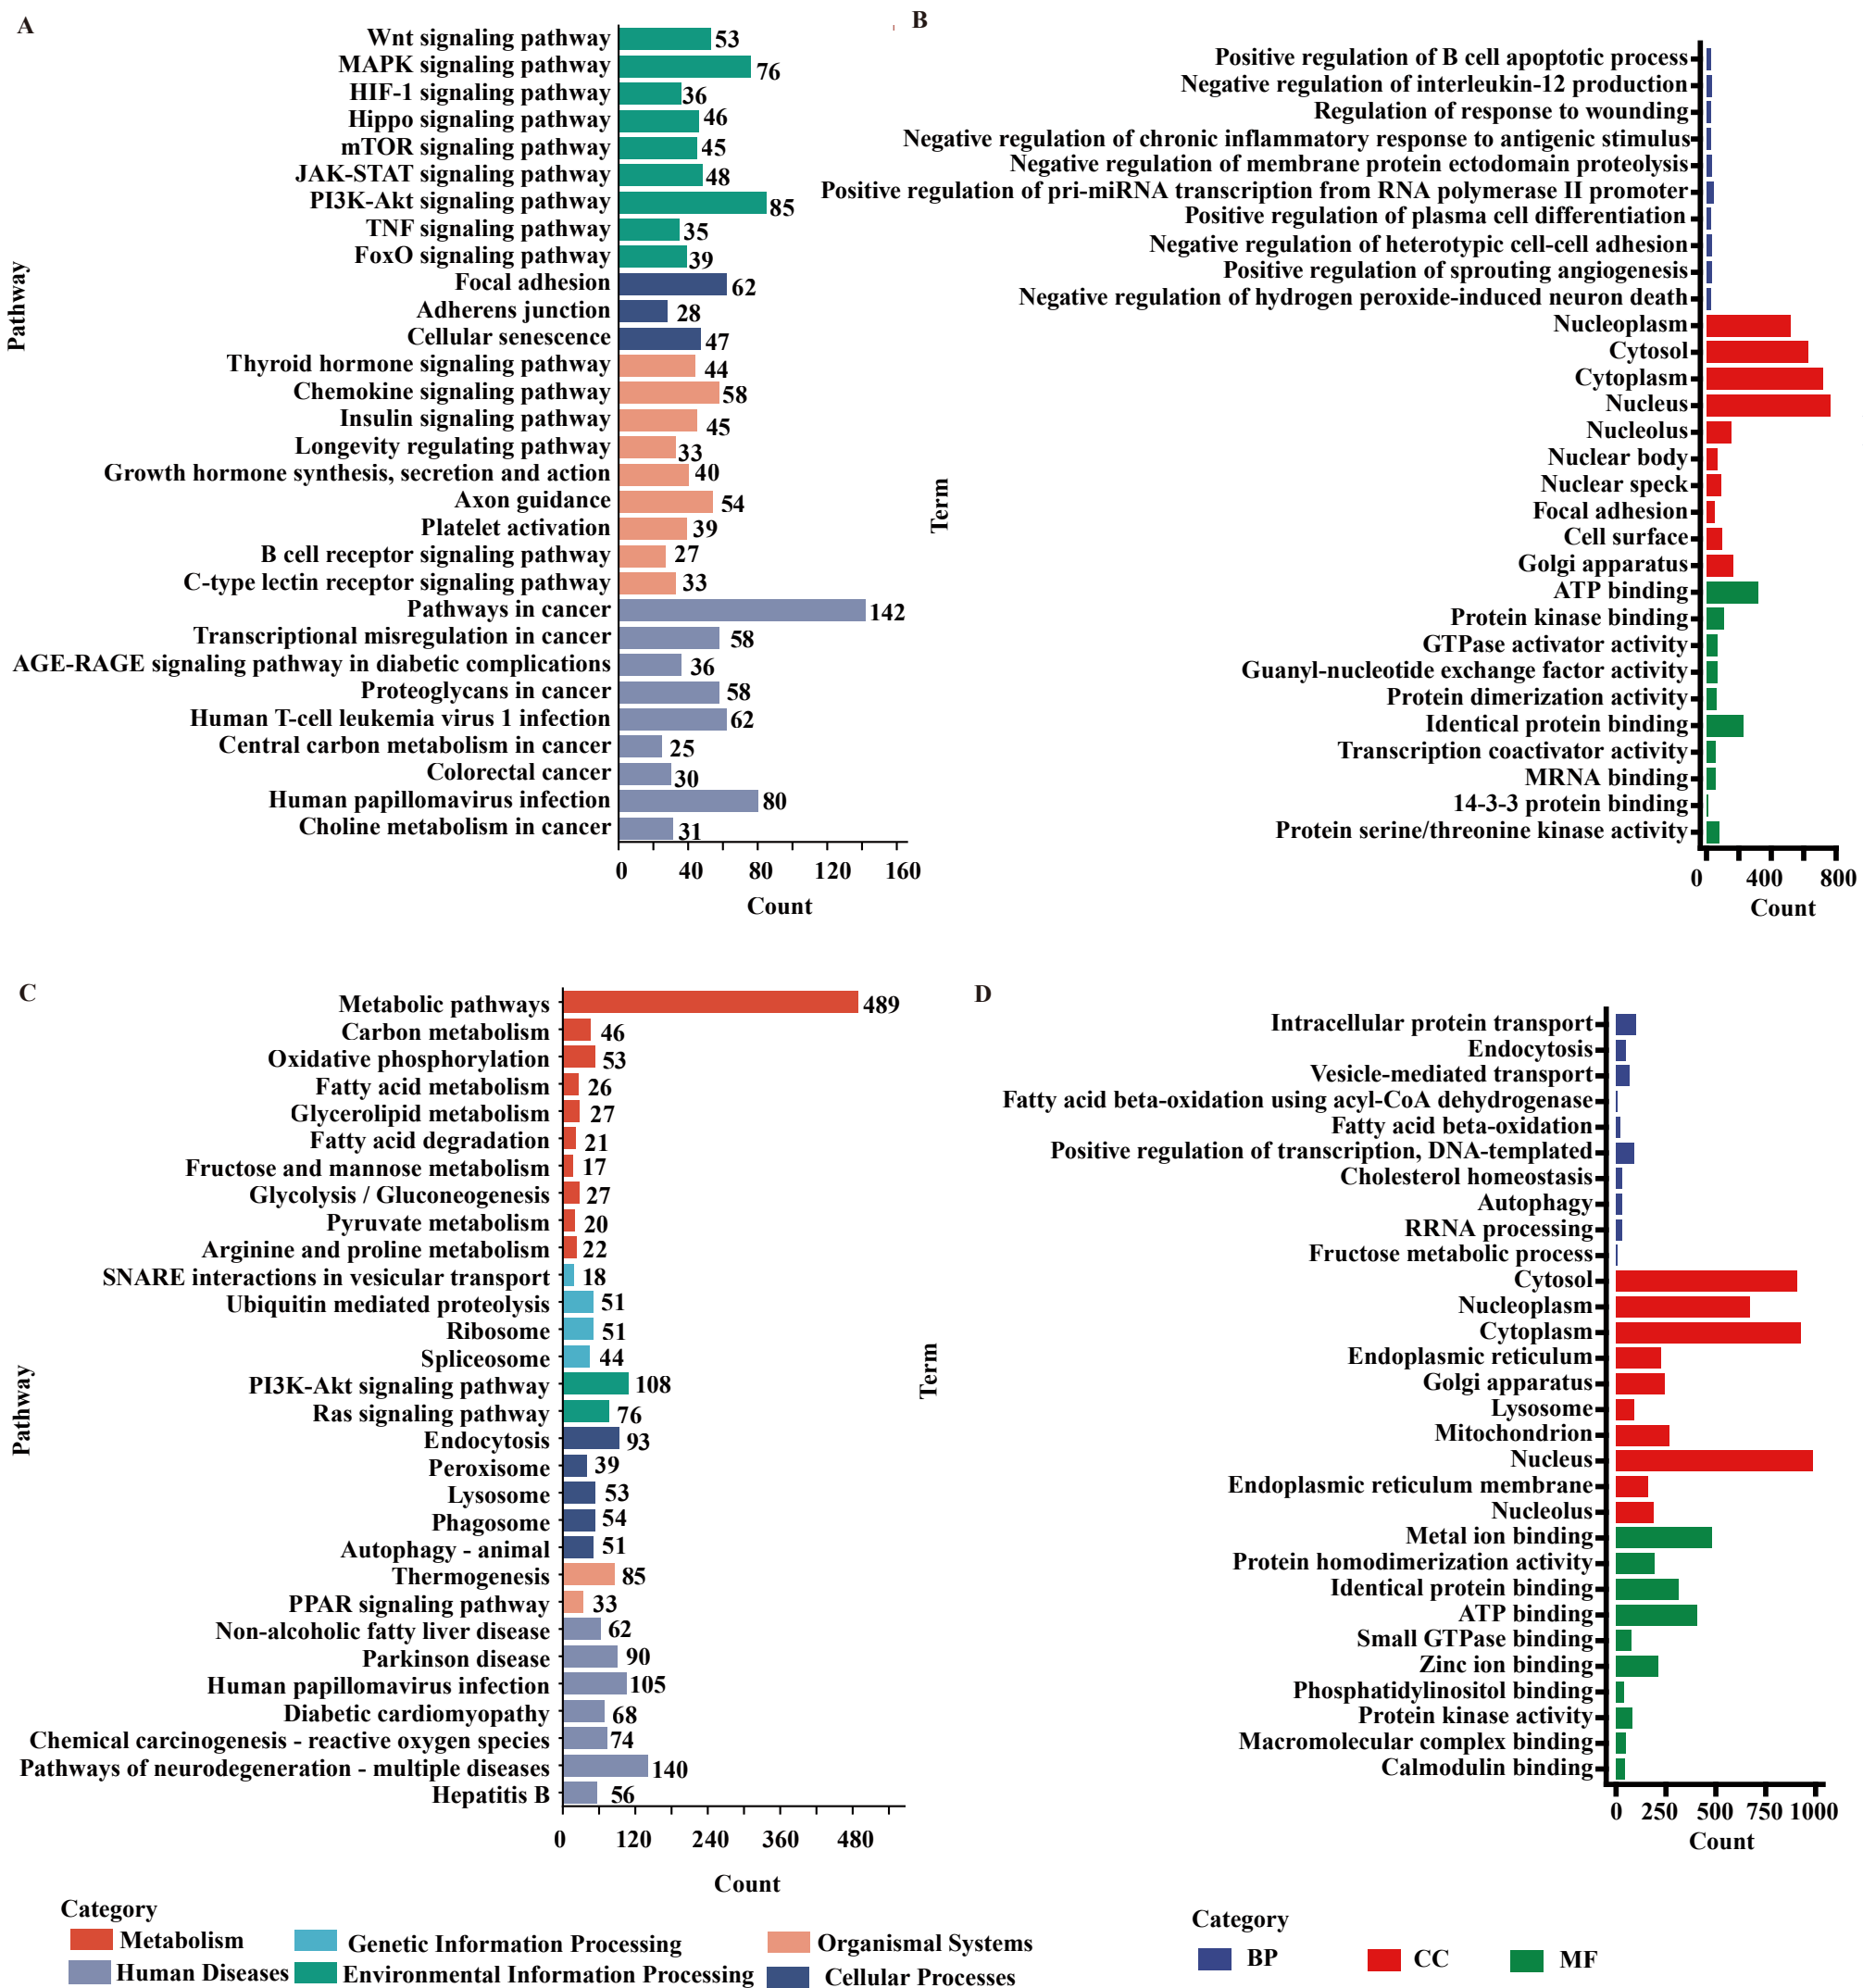 A
Pathway
Wnt signaling pathway 53
MAPK signaling pathway 76
HIF-1 signaling pathway 36
Hippo signaling pathway 46
mTOR signaling pathway 45
JAK-STAT signaling pathway 48
PI3K-Akt signaling pathway 85
TNF signaling pathway 35
FoxO signaling pathway 39
Focal adhesion 62
Adherens junction 28
Cellular senescence 47
Thyroid hormone signaling pathway 44
Chemokine signaling pathway 58
Insulin signaling pathway 45
Longevity regulating pathway 33
Growth hormone synthesis, secretion and action 40
Axon guidance 54
Platelet activation 39
B cell receptor signaling pathway 27
C-type lectin receptor signaling pathway 33
Pathways in cancer 142
Transcriptional misregulation in cancer 58
AGE-RAGE signaling pathway in diabetic complications 36
Proteoglycans in cancer 58
Human T-cell leukemia virus 1 infection 62
Central carbon metabolism in cancer 25
Colorectal cancer 30
Human papillomavirus infection 80
Choline metabolism in cancer 31
0 40 80 120 160
Count
B
Term
Positive regulation of B cell apoptotic process
Negative regulation of interleukin-12 production
Regulation of response to wounding
Negative regulation of chronic inflammatory response to antigenic stimulus
Negative regulation of membrane protein ectodomain proteolysis
Positive regulation of pri-miRNA transcription from RNA polymerase II promoter
Positive regulation of plasma cell differentiation
Negative regulation of heterotypic cell-cell adhesion
Positive regulation of sprouting angiogenesis
Negative regulation of hydrogen peroxide-induced neuron death
Nucleoplasm
Cytosol
Cytoplasm
Nucleus
Nucleolus
Nuclear body
Nuclear speck
Focal adhesion
Cell surface
Golgi apparatus
ATP binding
Protein kinase binding
GTPase activator activity
Guanyl-nucleotide exchange factor activity
Protein dimerization activity
Identical protein binding
Transcription coactivator activity
MRNA binding
14-3-3 protein binding
Protein serine/threonine kinase activity
0 400 800
Count
C
Pathway
Metabolic pathways 489
Carbon metabolism 46
Oxidative phosphorylation 53
Fatty acid metabolism 26
Glycerolipid metabolism 27
Fatty acid degradation 21
Fructose and mannose metabolism 17
Glycolysis / Gluconeogenesis 27
Pyruvate metabolism 20
Arginine and proline metabolism 22
SNARE interactions in vesicular transport 18
Ubiquitin mediated proteolysis 51
Ribosome 51
Spliceosome 44
PI3K-Akt signaling pathway 108
Ras signaling pathway 76
Endocytosis 93
Peroxisome 39
Lysosome 53
Phagosome 54
Autophagy - animal 51
Thermogenesis 85
PPAR signaling pathway 33
Non-alcoholic fatty liver disease 62
Parkinson disease 90
Human papillomavirus infection 105
Diabetic cardiomyopathy 68
Chemical carcinogenesis - reactive oxygen species 74
Pathways of neurodegeneration - multiple diseases 140
Hepatitis B 56
0 120 240 360 480
Count
D
Term
Intracellular protein transport
Endocytosis
Vesicle-mediated transport
Fatty acid beta-oxidation using acyl-CoA dehydrogenase
Fatty acid beta-oxidation
Positive regulation of transcription, DNA-templated
Cholesterol homeostasis
Autophagy
RRNA processing
Fructose metabolic process
Cytosol
Nucleoplasm
Cytoplasm
Endoplasmic reticulum
Golgi apparatus
Lysosome
Mitochondrion
Nucleus
Endoplasmic reticulum membrane
Nucleolus
Metal ion binding
Protein homodimerization activity
Identical protein binding
ATP binding
Small GTPase binding
Zinc ion binding
Phosphatidylinositol binding
Protein kinase activity
Macromolecular complex binding
Calmodulin binding
0 250 500 750 1000
Count
Category
Metabolism Genetic Information Processing Organismal Systems
Human Diseases Environmental Information Processing Cellular Processes
Category
BP CC MF